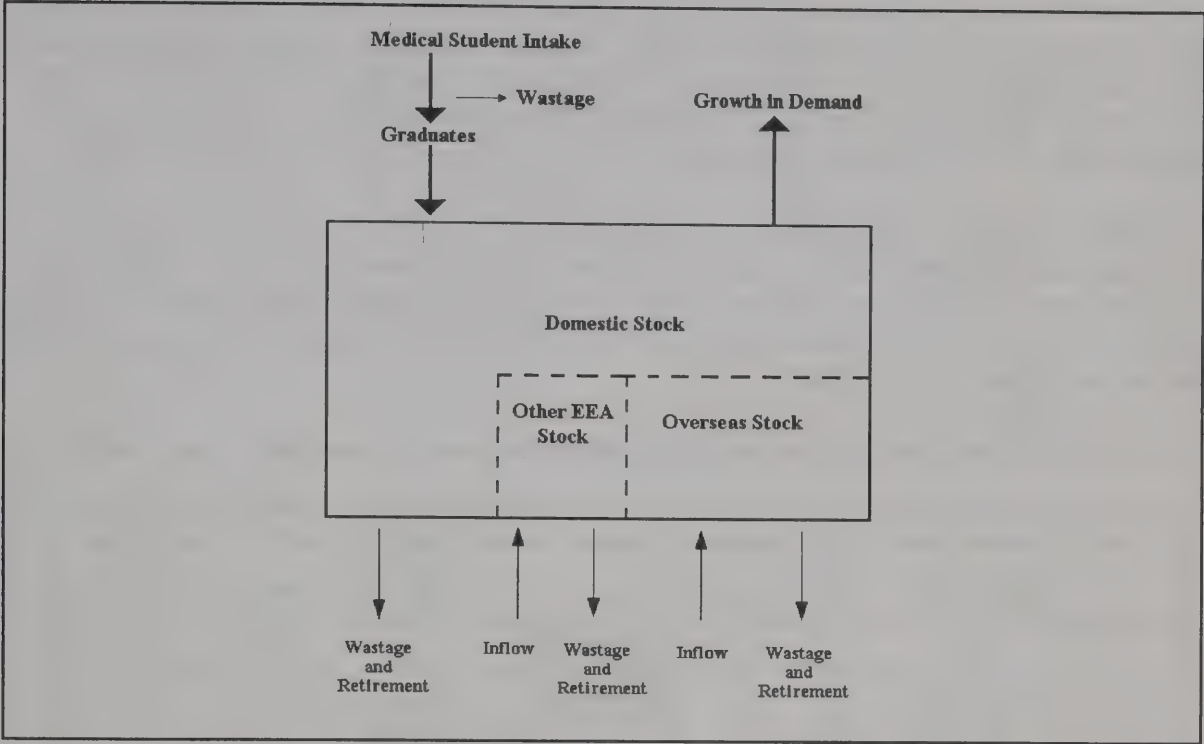 Medical Student Intake
Wastage
Growth in Demand
Graduates
Domestic Stock
Other EEA
Stock
Overseas Stock
Wastage
and
Retirement
Inflow
Wastage
and
Retirement
Inflow
Wastage
and
Retirement